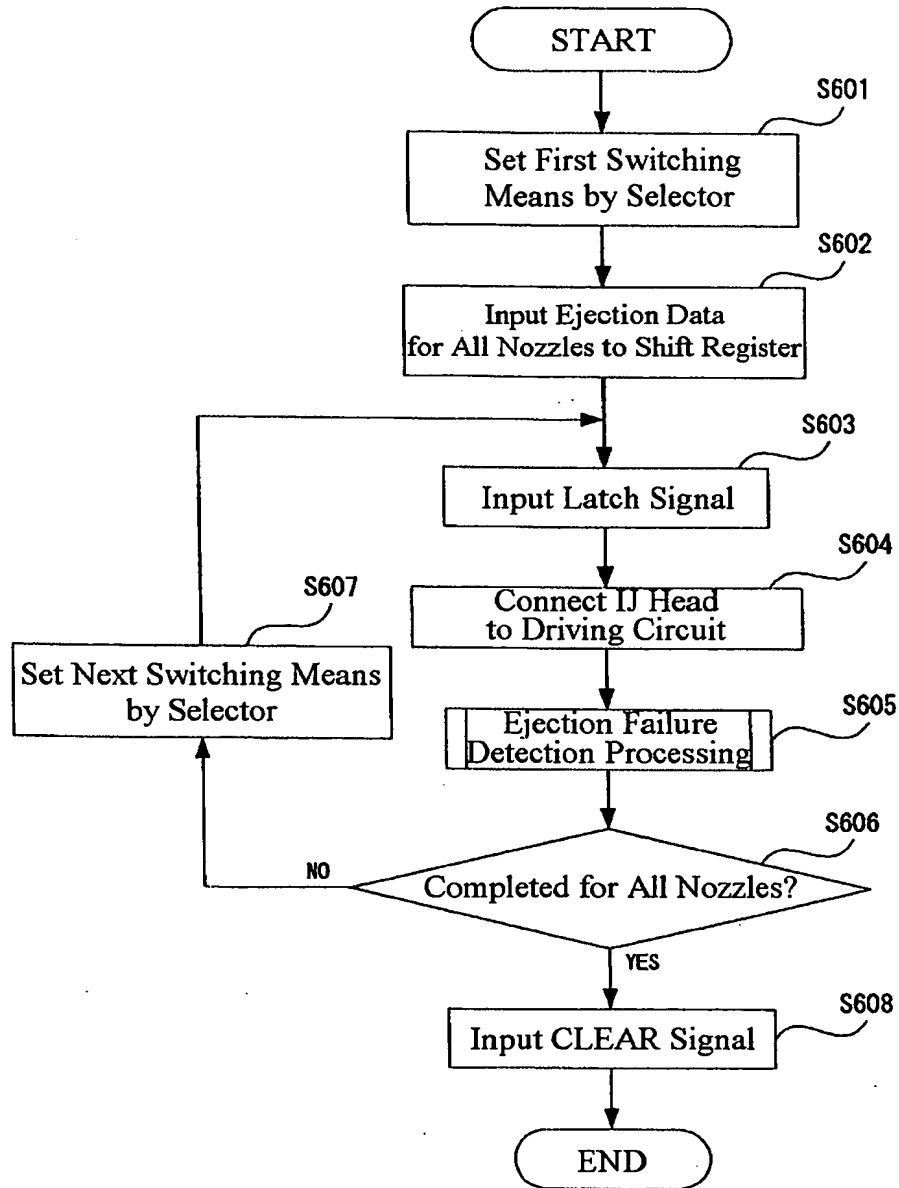 START
S601
Set First Switching
Means by Selector
S602
Input Ejection Data
for All Nozzles to Shift Register
S603
Input Latch Signal
S604
Connect IJ Head
to Driving Circuit
S607
Set Next Switching Means
by Selector
S605
Ejection Failure
Detection Processing
S606
Completed for All Nozzles?
NO
YES
S608
Input CLEAR Signal
END